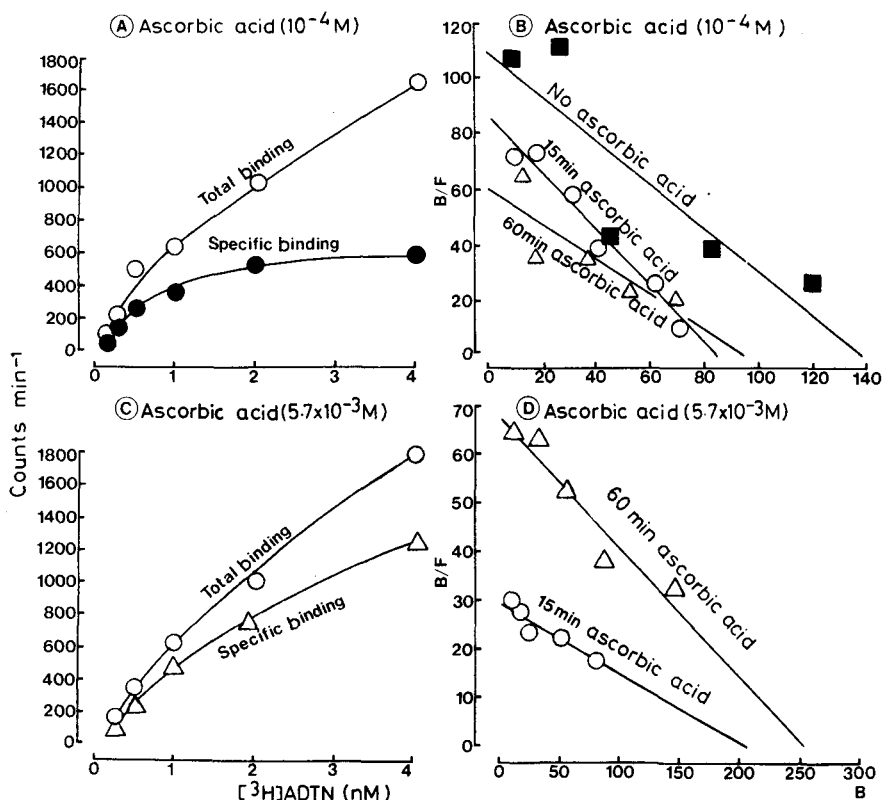 Ⓐ Ascorbic acid (10⁻⁴ M)
1800
1600
1400
1200
1000
800
600
400
200
0
Total binding
Specific binding
0 1 2 3 4
Ⓑ Ascorbic acid (10⁻⁴ M)
120
100
80
60
40
20
0
B/F
No ascorbic acid
15min ascorbic acid
60min ascorbic acid
0 20 40 60 80 100 120 140
Counts min⁻¹
Ⓒ Ascorbic acid (5.7x10⁻³M)
1800
1600
1400
1200
1000
800
600
400
200
0
Total binding
Specific binding
0 1 2 3 4
[³H]ADTN (nM)
Ⓓ Ascorbic acid (5.7x10⁻³M)
70
60
50
40
30
20
10
0
B/F
60 min ascorbic acid
15min ascorbic acid
0 50 100 150 200 250 300
B